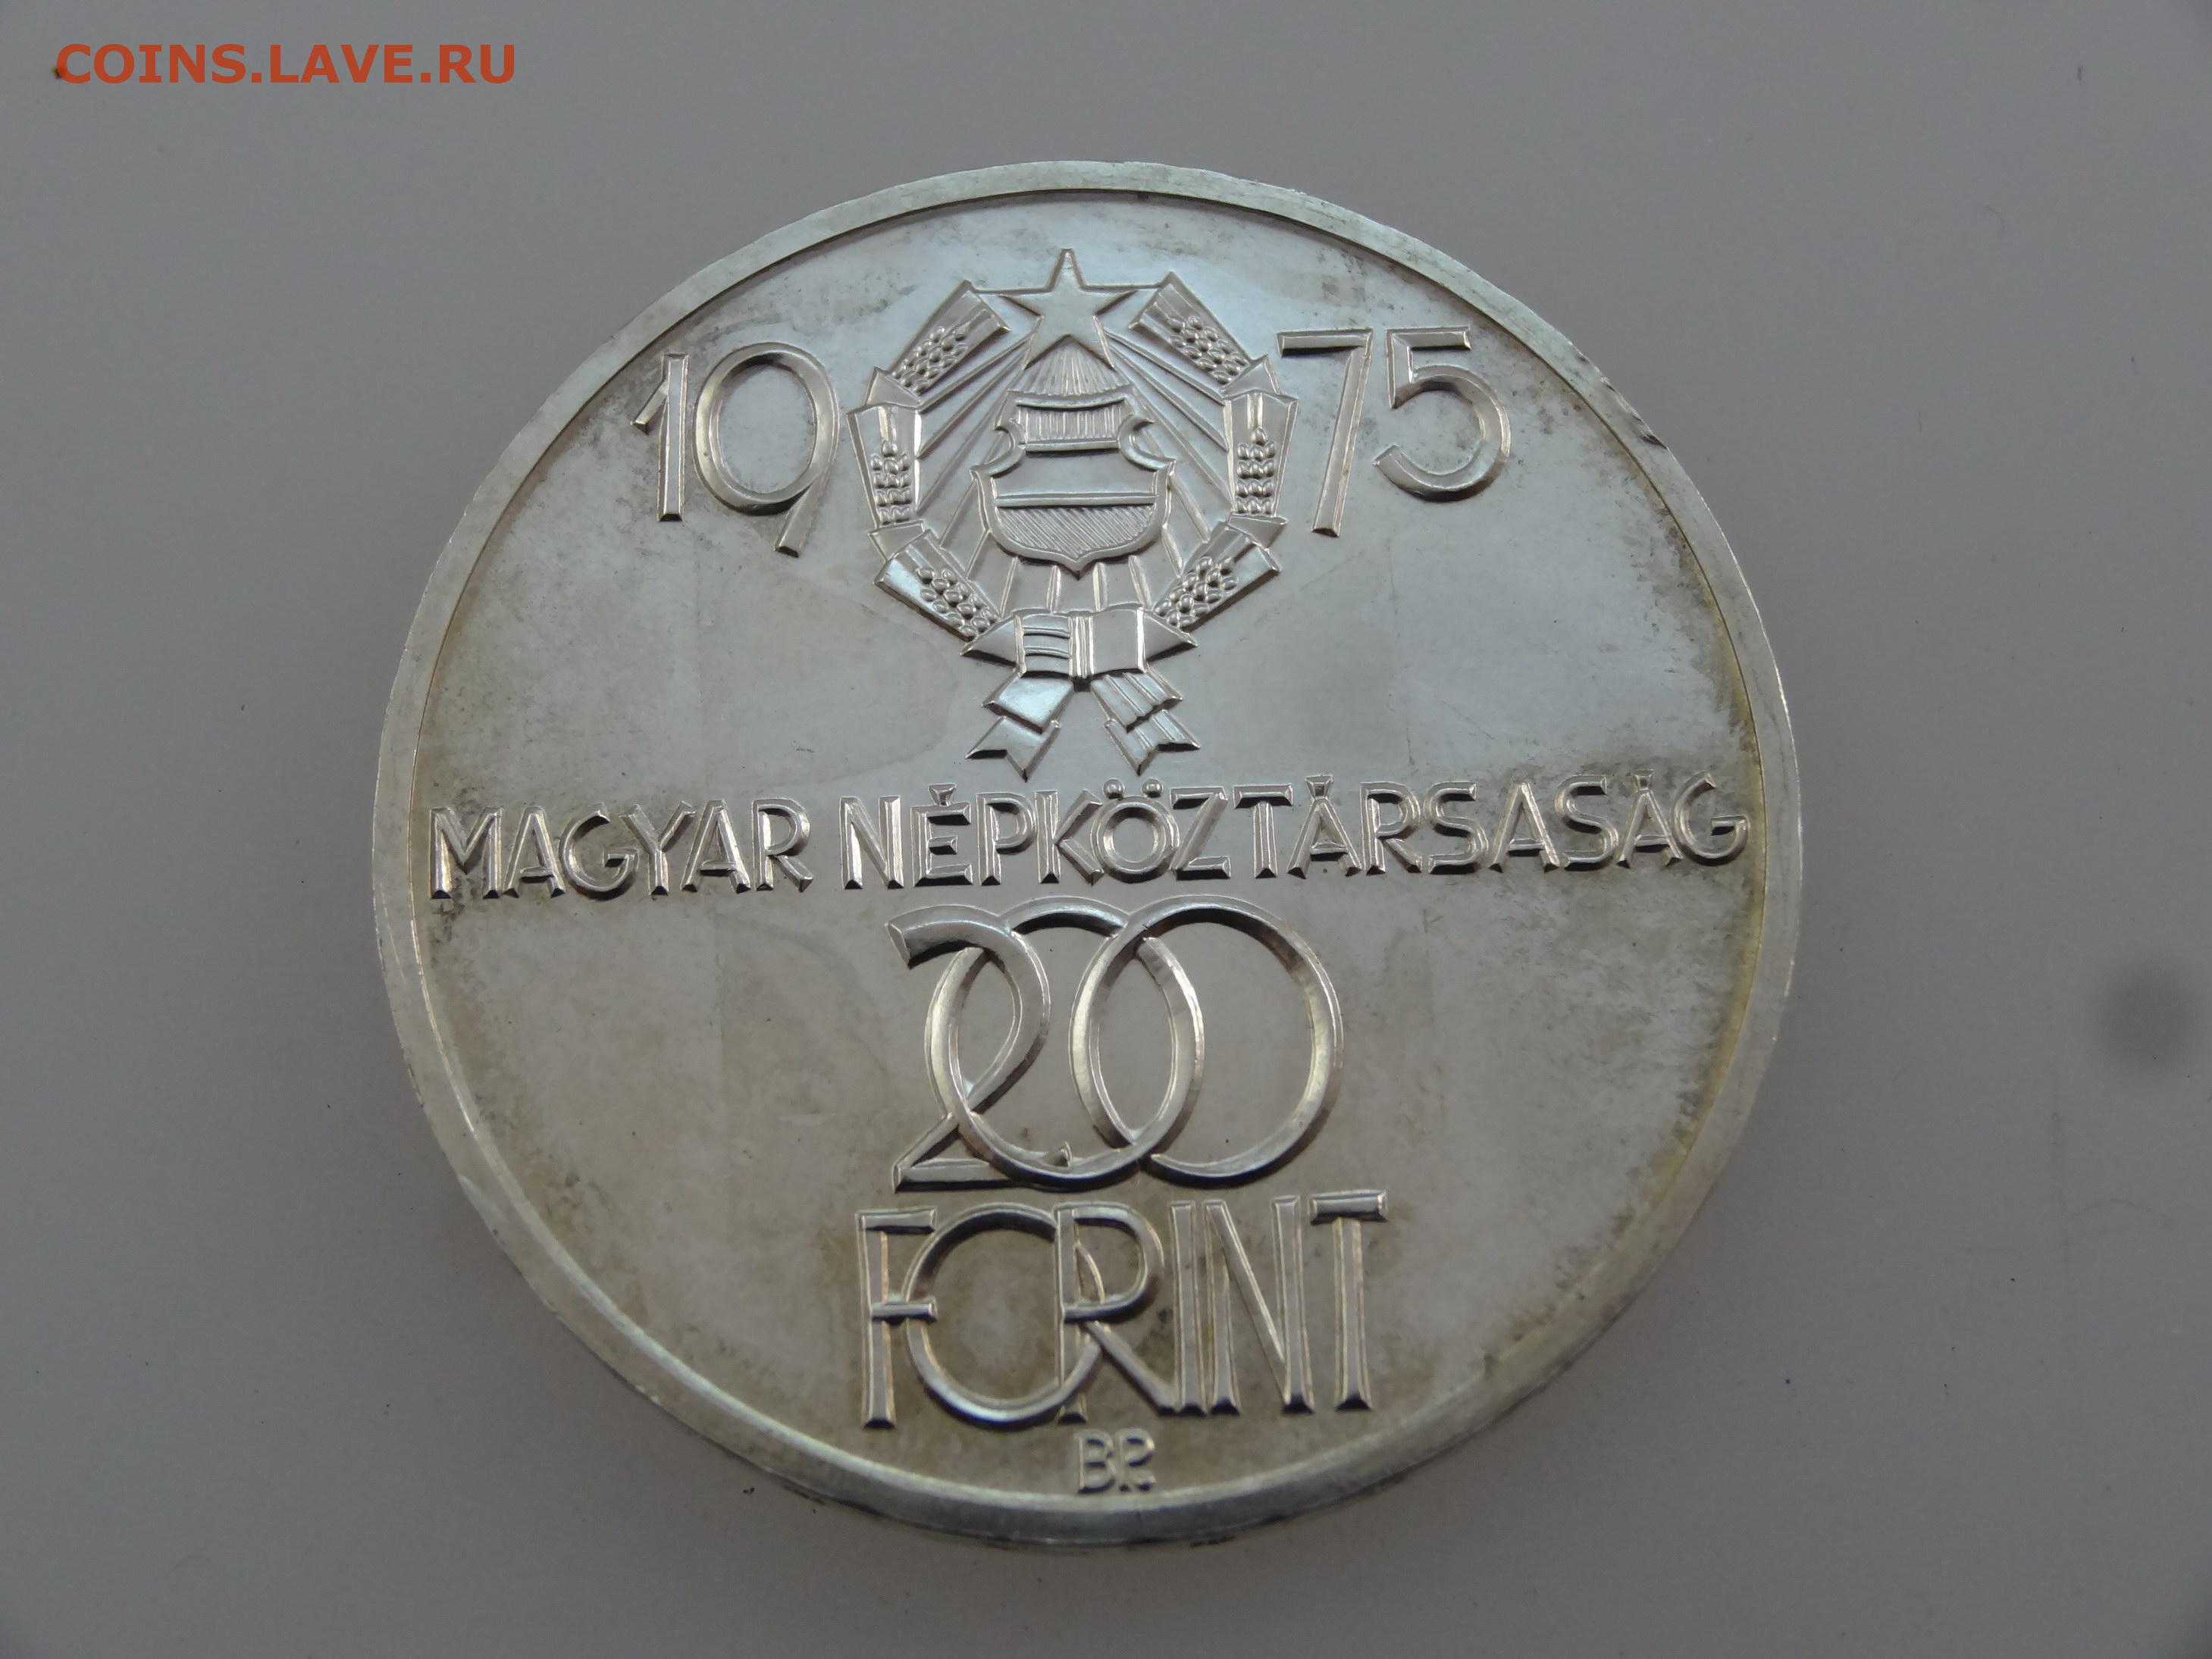 COINS.LAVE.RU
1975
MAGYAR NÉPKÖZTÁRSASÁG
200
FORINT
BP.